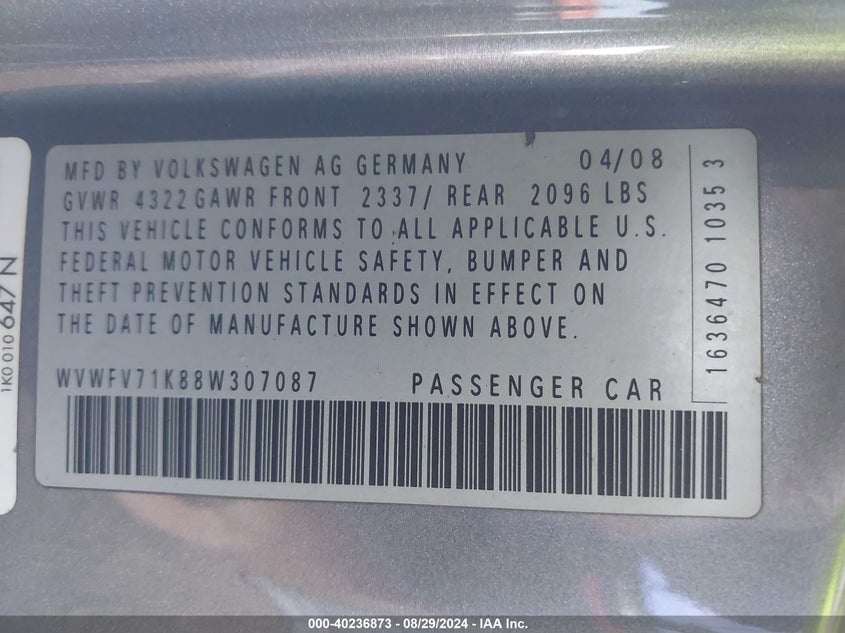 MFD BY VOLKSWAGEN AG GERMANY 04/08
GVWR 4322 GAWR FRONT 2337/ REAR 2096 LBS
THIS VEHICLE CONFORMS TO ALL APPLICABLE U.S.
FEDERAL MOTOR VEHICLE SAFETY, BUMPER AND
THEFT PREVENTION STANDARDS IN EFFECT ON
THE DATE OF MANUFACTURE SHOWN ABOVE.
WVWFV71K88W307087 PASSENGER CAR
1636470 1035 3
1K0 010 647 N
000-40236873 - 08/29/2024 - IAA Inc.